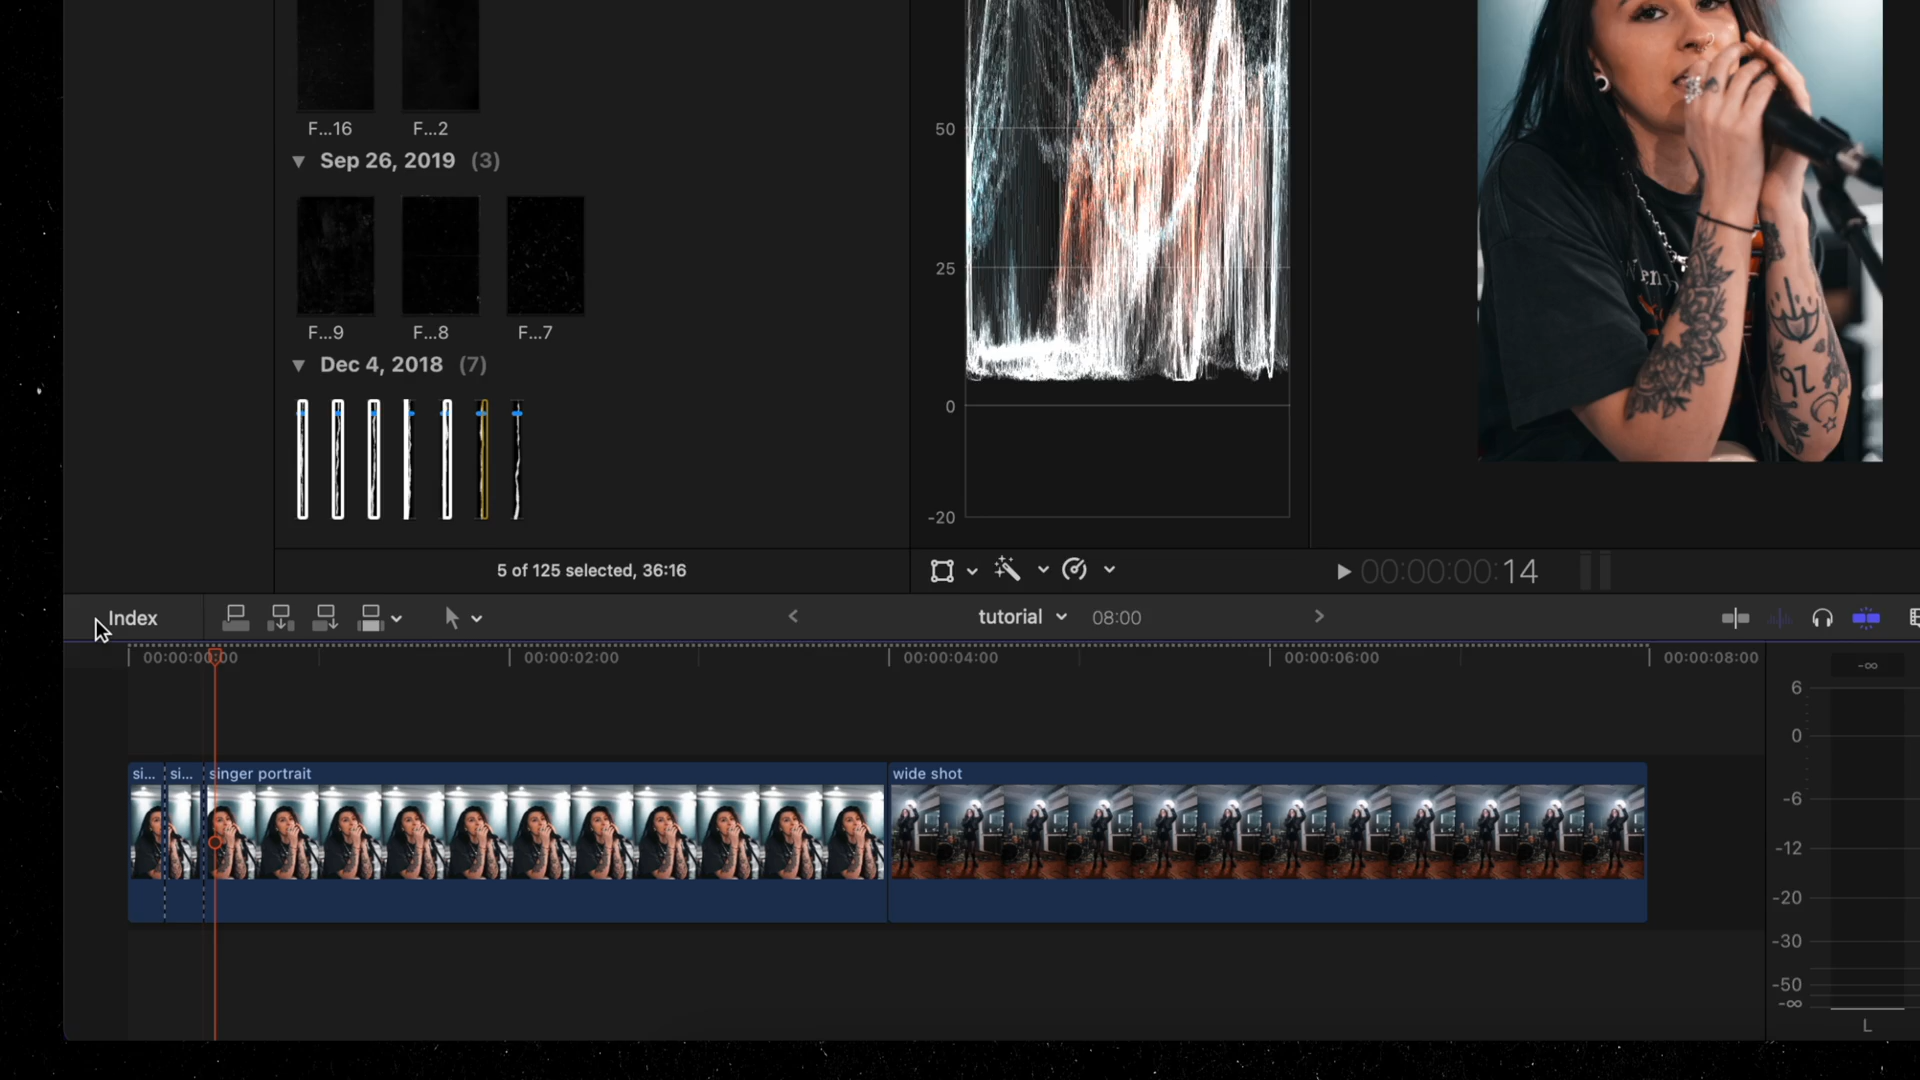 F...16
F...2
Sep 26, 2019 (3)
F...9
F...8
F...7
Dec 4, 2018 (7)
50
25
0
-20
5 of 125 selected, 36:16
00:00:00:14
Index
tutorial
08:00
00:00:00:00
00:00:02:00
00:00:04:00
00:00:06:00
00:00:08:00
si...
si...
singer portrait
wide shot
-∞
6
0
-6
-12
-20
-30
-50
-∞
L
97